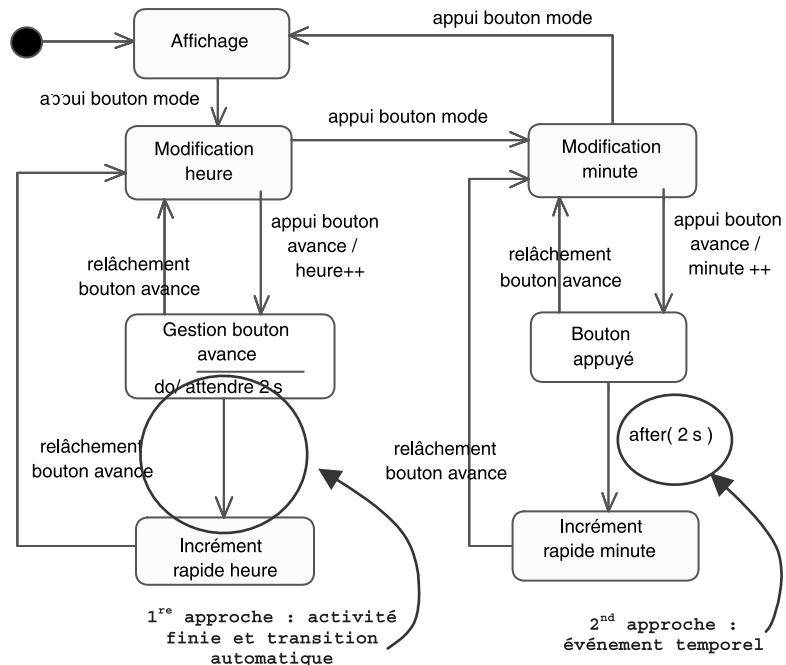 appui bouton mode
Affichage
appui bouton mode
appui bouton mode
Modification
heure
Modification
minute
appui bouton
avance /
heure++
relâchement
bouton avance
appui bouton
avance /
minute ++
relâchement
bouton avance
Gestion bouton
avance
do/ attendre 2 s
Bouton
appuyé
relâchement
bouton avance
after( 2 s )
relâchement
bouton avance
Incrément
rapide heure
Incrément
rapide minute
1re approche : activité
finie et transition
automatique
2nd approche :
événement temporel